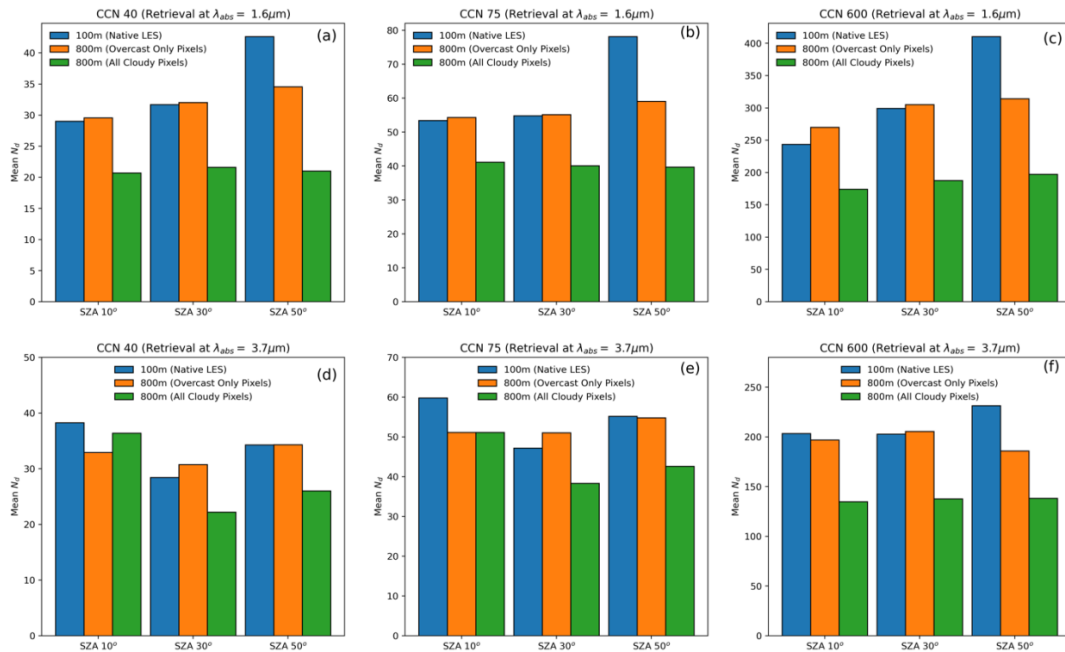 CCN 40 (Retrieval at λabs = 1.6μm)
(a)
100m (Native LES)
800m (Overcast Only Pixels)
800m (All Cloudy Pixels)
Mean Nd
40
35
30
25
20
15
10
5
0
SZA 10°
SZA 30°
SZA 50°
CCN 75 (Retrieval at λabs = 1.6μm)
(b)
100m (Native LES)
800m (Overcast Only Pixels)
800m (All Cloudy Pixels)
Mean Nd
80
70
60
50
40
30
20
10
0
SZA 10°
SZA 30°
SZA 50°
CCN 600 (Retrieval at λabs = 1.6μm)
(c)
100m (Native LES)
800m (Overcast Only Pixels)
800m (All Cloudy Pixels)
Mean Nd
400
350
300
250
200
150
100
50
0
SZA 10°
SZA 30°
SZA 50°
CCN 40 (Retrieval at λabs = 3.7μm)
(d)
100m (Native LES)
800m (Overcast Only Pixels)
800m (All Cloudy Pixels)
Mean Nd
50
40
30
20
10
0
SZA 10°
SZA 30°
SZA 50°
CCN 75 (Retrieval at λabs = 3.7μm)
(e)
100m (Native LES)
800m (Overcast Only Pixels)
800m (All Cloudy Pixels)
Mean Nd
70
60
50
40
30
20
10
0
SZA 10°
SZA 30°
SZA 50°
CCN 600 (Retrieval at λabs = 3.7μm)
(f)
100m (Native LES)
800m (Overcast Only Pixels)
800m (All Cloudy Pixels)
Mean Nd
250
200
150
100
50
0
SZA 10°
SZA 30°
SZA 50°